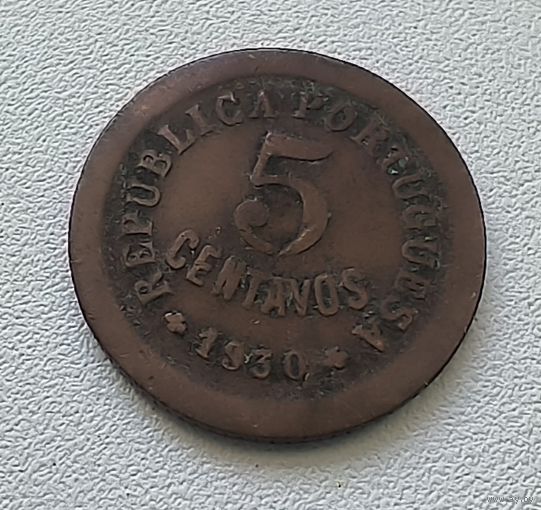 REPUBLICA PORTUGUESA
5
CENTAVOS
1930